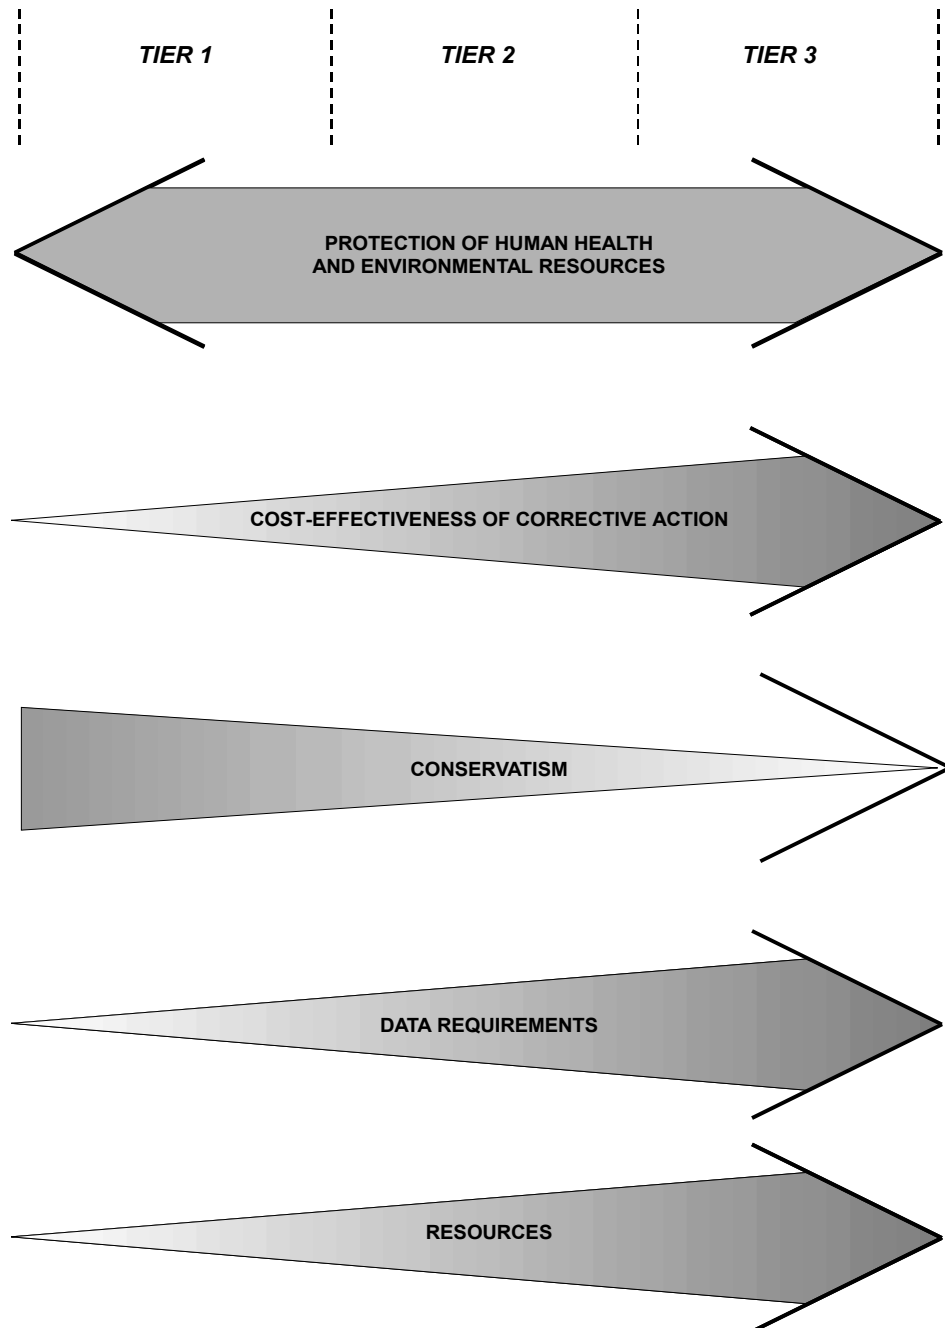 TIER 1 TIER 2 TIER 3
PROTECTION OF HUMAN HEALTH
AND ENVIRONMENTAL RESOURCES
COST-EFFECTIVENESS OF CORRECTIVE ACTION
CONSERVATISM
DATA REQUIREMENTS
RESOURCES